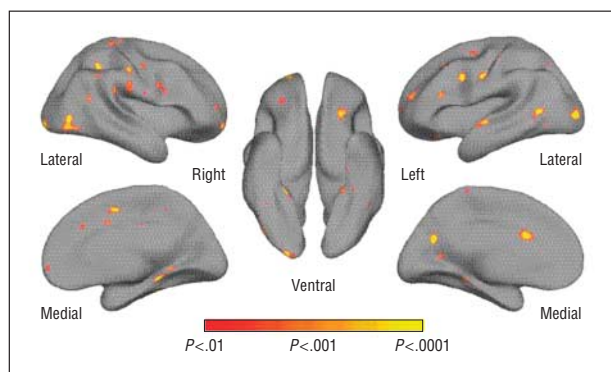 Lateral
Right
Left
Lateral
Medial
Ventral
Medial
P<.01
P<.001
P<.0001